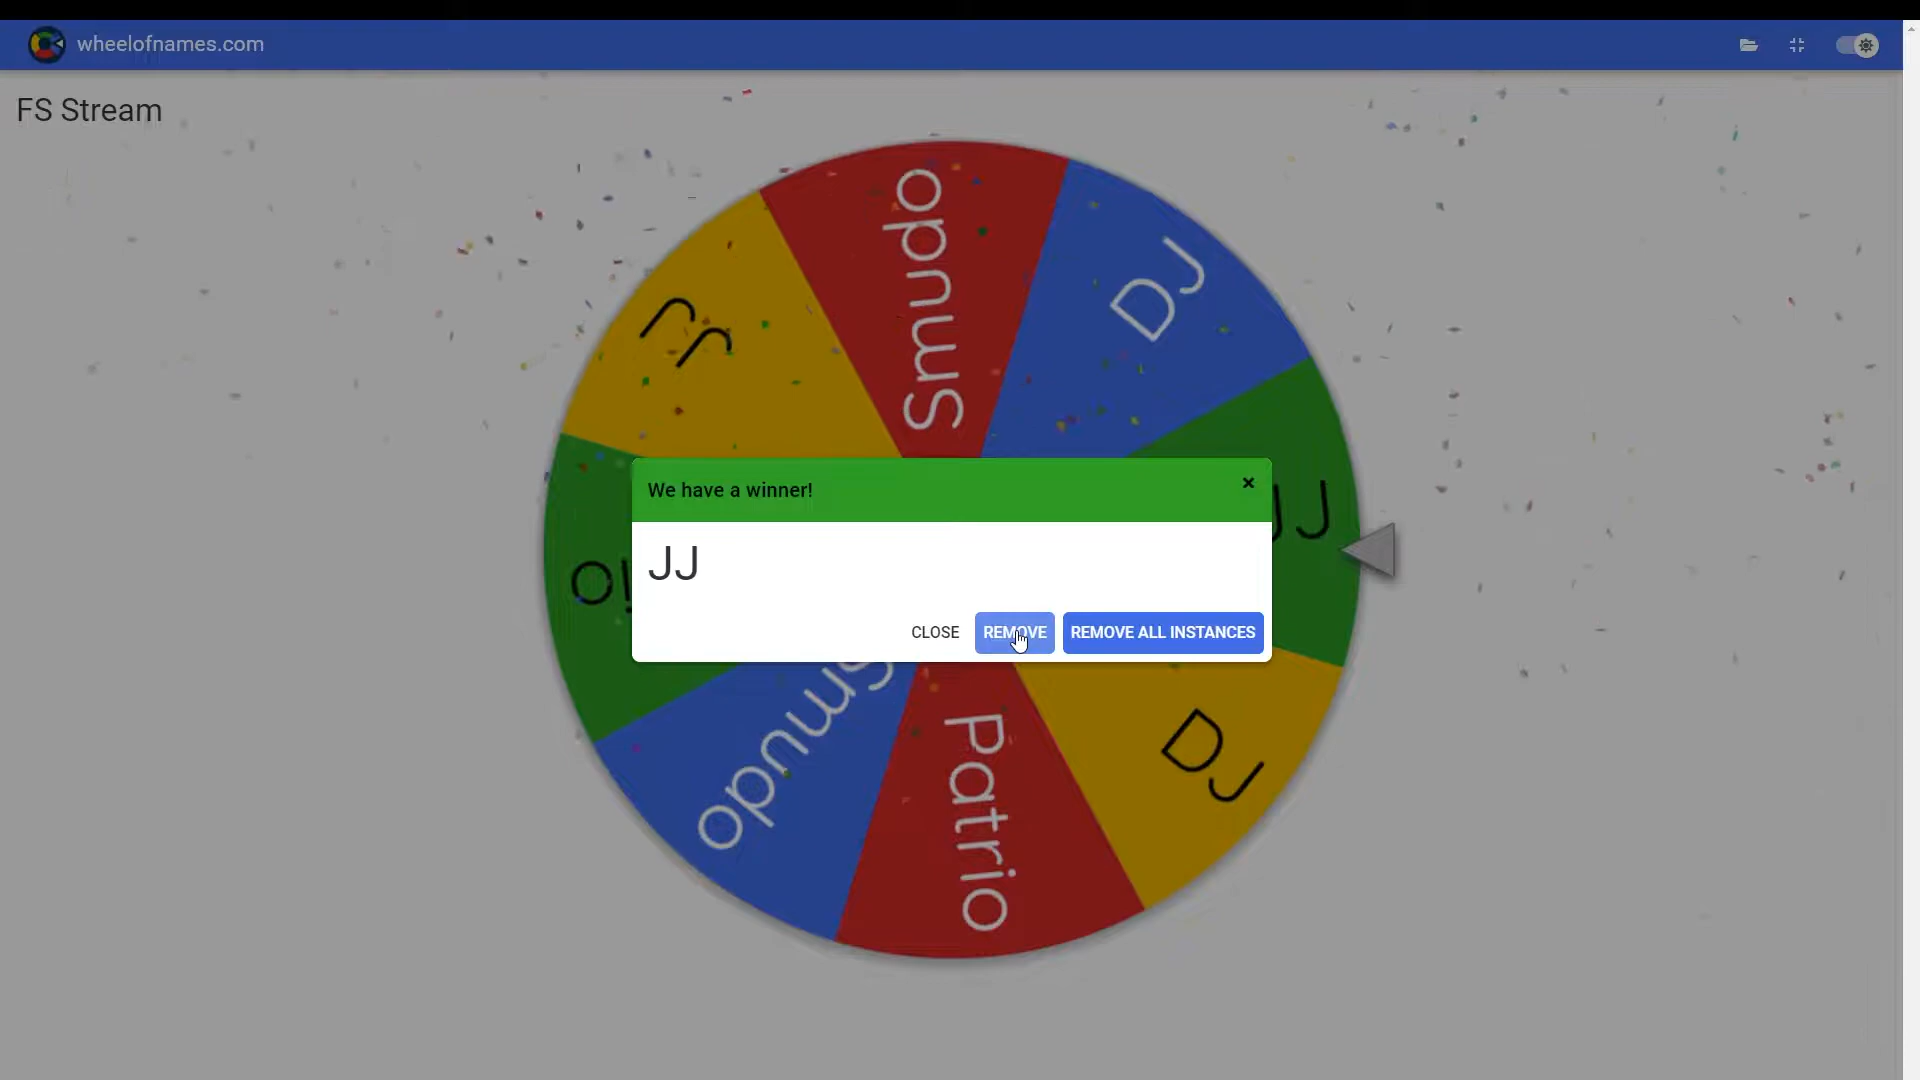 wheelofnames.com
FS Stream
Smudo
DJ
JJ
JJ
We have a winner!
JJ
CLOSE
REMOVE
REMOVE ALL INSTANCES
io
Smudo
Patrio
DJ